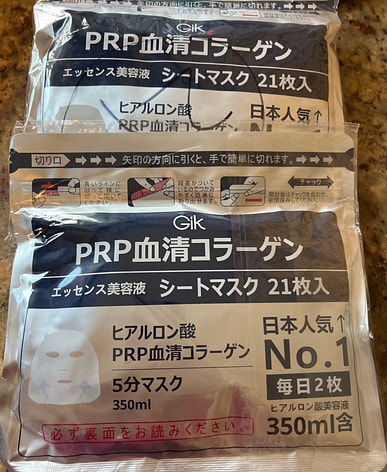 Gik
PRP血清コラーゲン
エッセンス美容液 シートマスク 21枚入
ヒアルロン酸
PRP血清コラーゲン
日本人気↑
No.1
切り口 →→→ 矢印の方向に引くと、手で簡単に切れます。→→→
チャック
Gik
PRP血清コラーゲン
エッセンス美容液 シートマスク 21枚入
ヒアルロン酸
PRP血清コラーゲン
5分マスク
350ml
日本人気↑
No.1
毎日2枚
ヒアルロン酸美容液
350ml含
必ず裏面をお読みください。